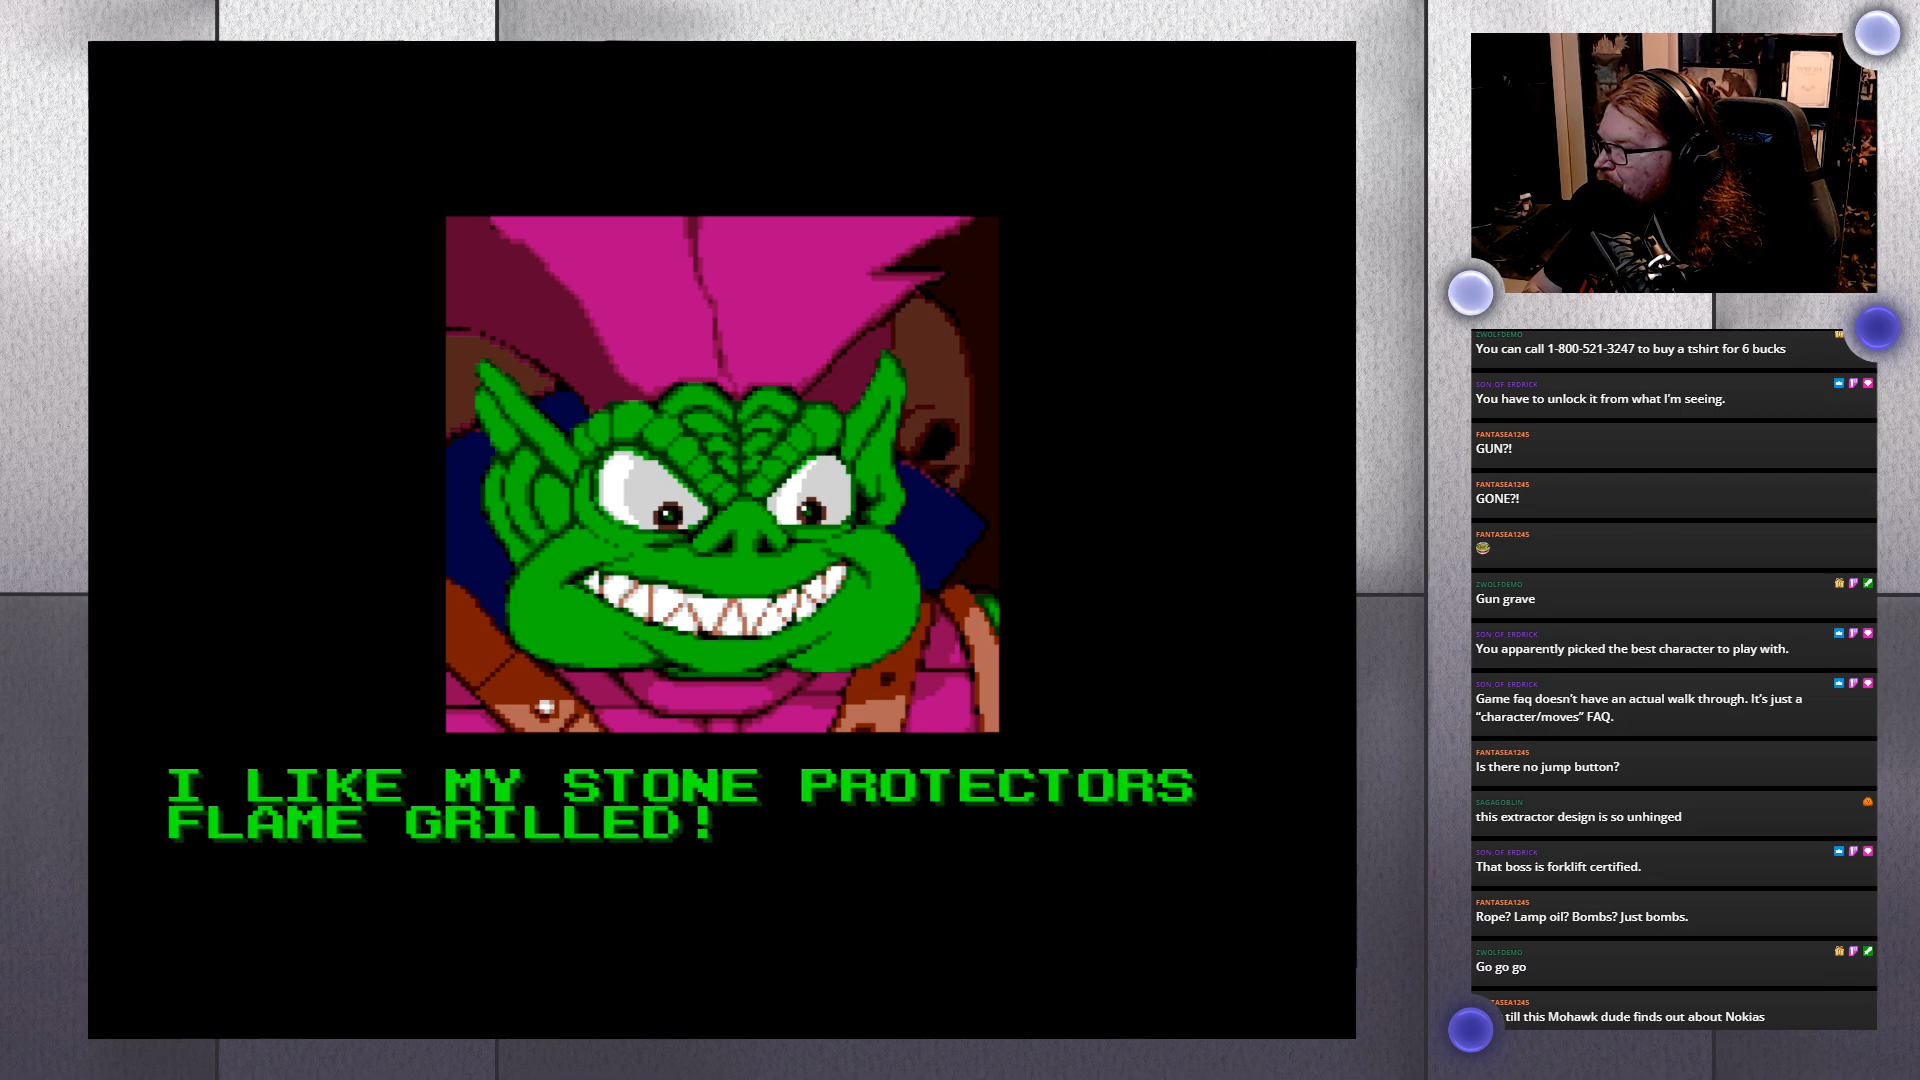 I LIKE MY STONE PROTECTORS
FLAME GRILLED!
ZWOLFDEMO
You can call 1-800-521-3247 to buy a tshirt for 6 bucks
SON_OF_ERDRICK
You have to unlock it from what I'm seeing.
FANTASEA1245
GUN?!
FANTASEA1245
GONE?!
FANTASEA1245
ZWOLFDEMO
Gun grave
SON_OF_ERDRICK
You apparently picked the best character to play with.
SON_OF_ERDRICK
Game faq doesn't have an actual walk through. It's just a
“character/moves” FAQ.
FANTASEA1245
Is there no jump button?
SAGAGOBLIN
this extractor design is so unhinged
SON_OF_ERDRICK
That boss is forklift certified.
FANTASEA1245
Rope? Lamp oil? Bombs? Just bombs.
ZWOLFDEMO
Go go go
TASEA1245
till this Mohawk dude finds out about Nokias